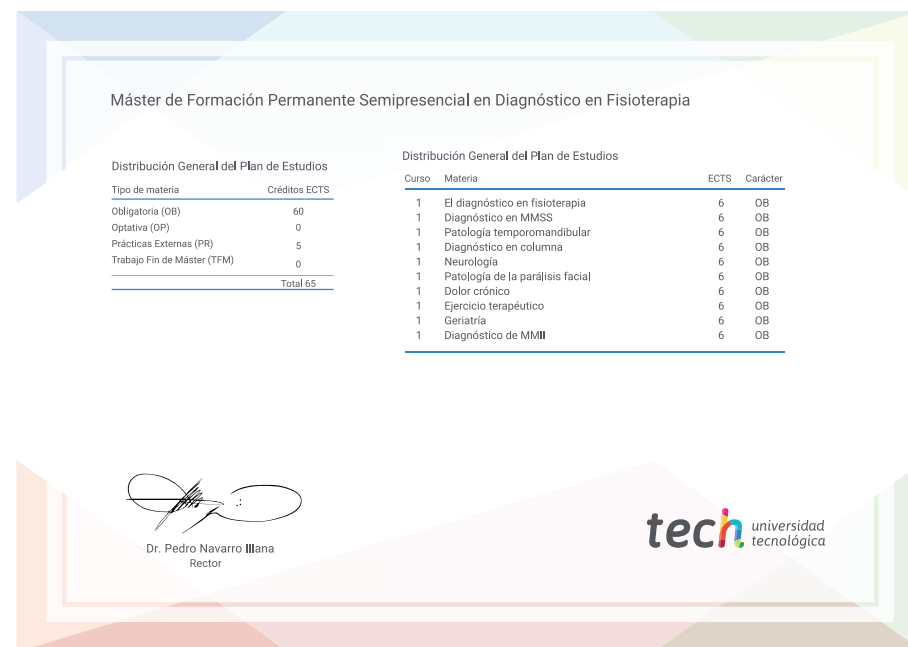 Máster de Formación Permanente Semipresencial en Diagnóstico en Fisioterapia
Distribución General del Plan de Estudios
Tipo de materia Créditos ECTS
Obligatoria (OB) 60
Optativa (OP) 0
Prácticas Externas (PR) 5
Trabajo Fin de Máster (TFM) 0
Total 65
Distribución General del Plan de Estudios
Curso Materia ECTS Carácter
1 El diagnóstico en fisioterapia 6 OB
1 Diagnóstico en MMSS 6 OB
1 Patología temporomandibular 6 OB
1 Diagnóstico en columna 6 OB
1 Neurología 6 OB
1 Patología de la parálisis facial 6 OB
1 Dolor crónico 6 OB
1 Ejercicio terapéutico 6 OB
1 Geriatría 6 OB
1 Diagnóstico de MMII 6 OB
Dr. Pedro Navarro Illana
Rector
tech universidad
tecnológica